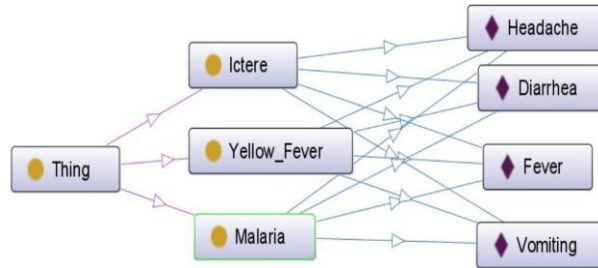 Thing
Ictere
Yellow_Fever
Malaria
Headache
Diarrhea
Fever
Vomiting